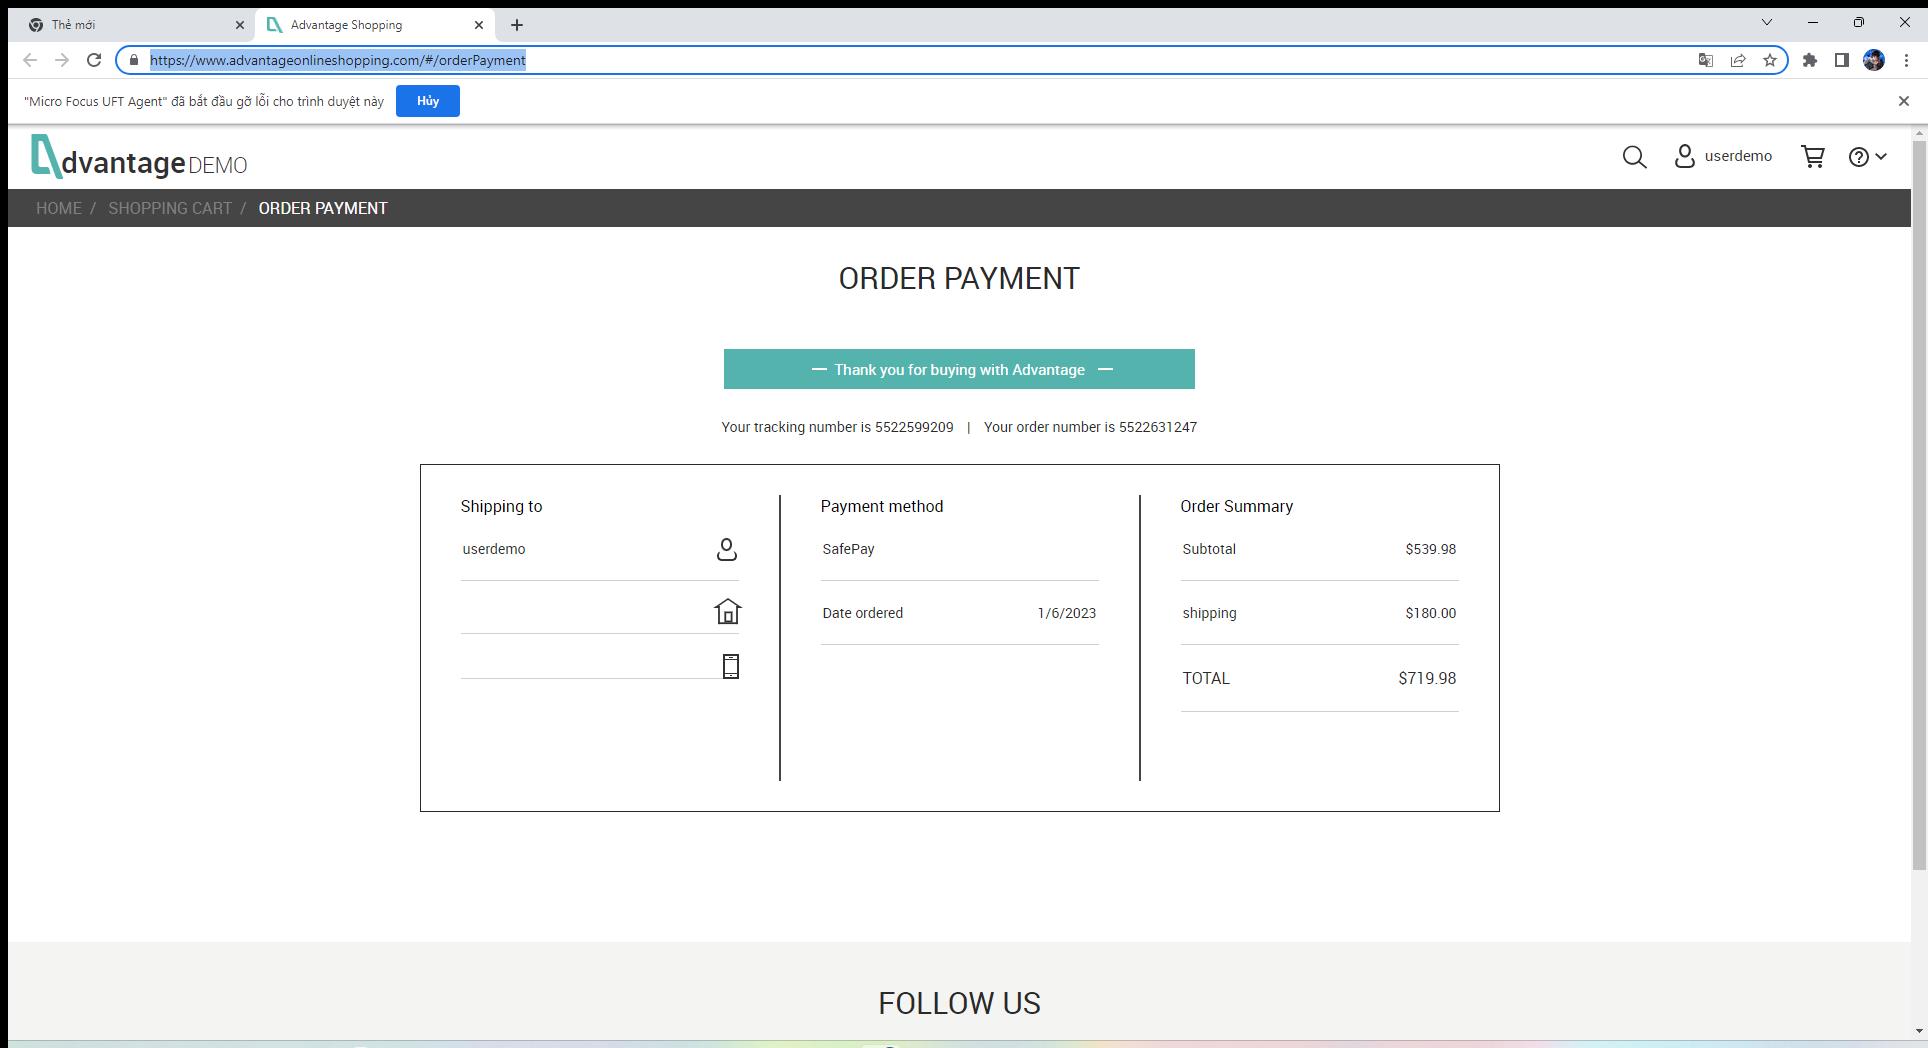 Thẻ mới
Advantage Shopping
https://www.advantageonlineshopping.com/#/orderPayment
"Micro Focus UFT Agent" đã bắt đầu gỡ lỗi cho trình duyệt này
Hủy
dvantage DEMO
userdemo
HOME / SHOPPING CART / ORDER PAYMENT
ORDER PAYMENT
Thank you for buying with Advantage
Your tracking number is 5522599209 | Your order number is 5522631247
Shipping to
userdemo
Payment method
SafePay
Date ordered 1/6/2023
Order Summary
Subtotal $539.98
shipping $180.00
TOTAL $719.98
FOLLOW US